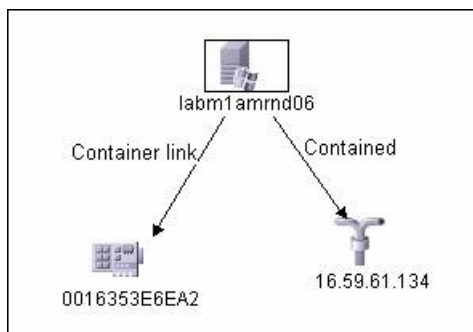 labm1amrnd06
Container link
Contained
0016353E6EA2
16.59.61.134